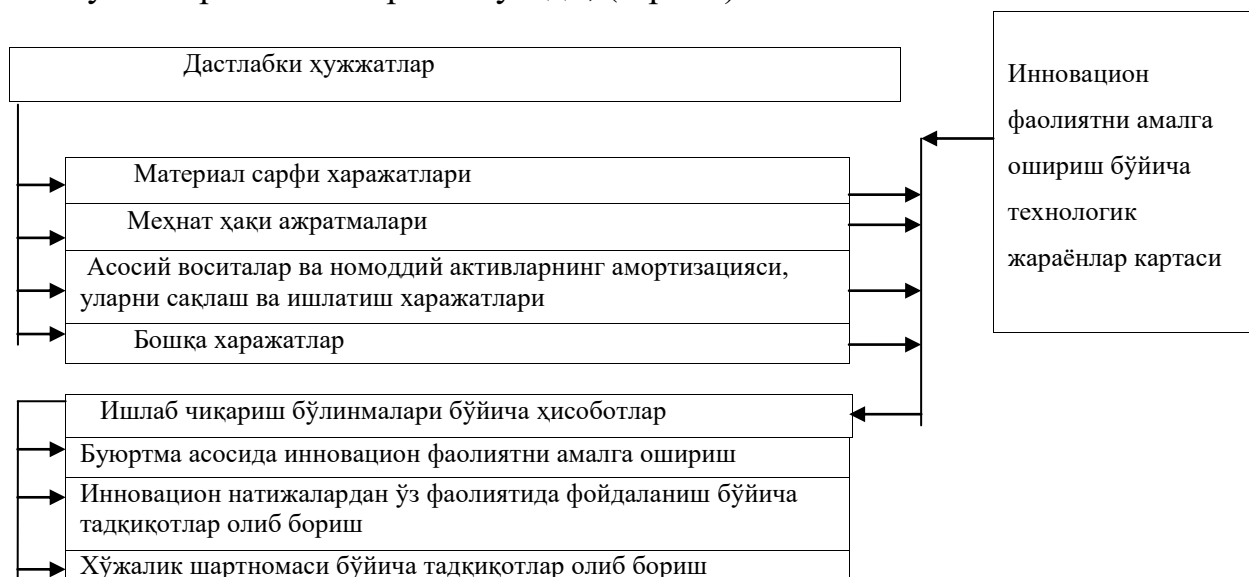 Дастлабки ҳужжатлар
Инновацион
фаолиятни амалга
ошириш бўйича
технологик
жараёнлар картаси
Материал сарфи харажатлари
Меҳнат ҳақи ажратмалари
Асосий воситалар ва номоддий активларнинг амортизацияси,
уларни сақлаш ва ишлатиш харажатлари
Бошқа харажатлар
Ишлаб чиқариш бўлинмалари бўйича ҳисоботлар
Буюртма асосида инновацион фаолиятни амалга ошириш
Инновацион натижалардан ўз фаолиятида фойдаланиш бўйича
тадқиқотлар олиб бориш
Хўжалик шартномаси бўйича тадқиқотлар олиб бориш